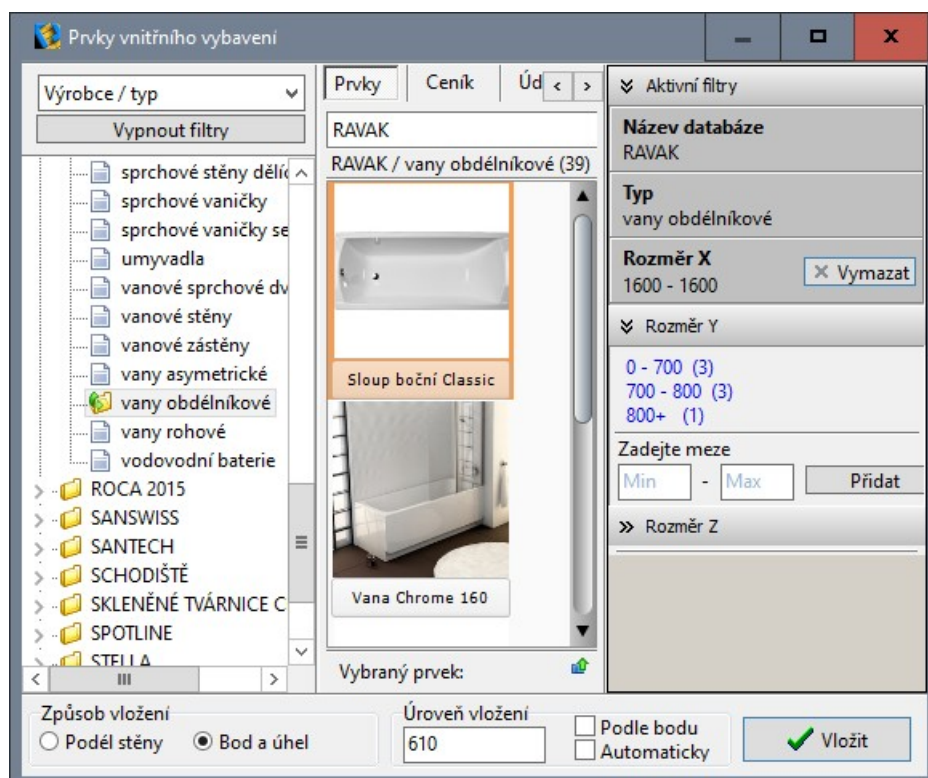 Prvky vnitřního vybavení
Výrobce / typ
Vypnout filtry
sprchové stěny dělíc
sprchové vaničky
sprchové vaničky se
umyvadla
vanové sprchové dv
vanové stěny
vanové zástěny
vany asymetrické
vany obdélníkové
vany rohové
vodovodní baterie
ROCA 2015
SANSWISS
SANTECH
SCHODIŠTĚ
SKLENĚNÉ TVÁRNICE C
SPOTLINE
STELLA
Prvky Ceník Úd
RAVAK
RAVAK / vany obdélníkové (39)
Sloup boční Classic
Vana Chrome 160
Vybraný prvek:
Aktivní filtry
Název databáze
RAVAK
Typ
vany obdélníkové
Rozměr X
1600 - 1600 Vymazat
Rozměr Y
0 - 700 (3)
700 - 800 (3)
800+ (1)
Zadejte meze
Min - Max Přidat
Rozměr Z
Způsob vložení
Podél stěny Bod a úhel
Úroveň vložení
610
Podle bodu
Automaticky
Vložit